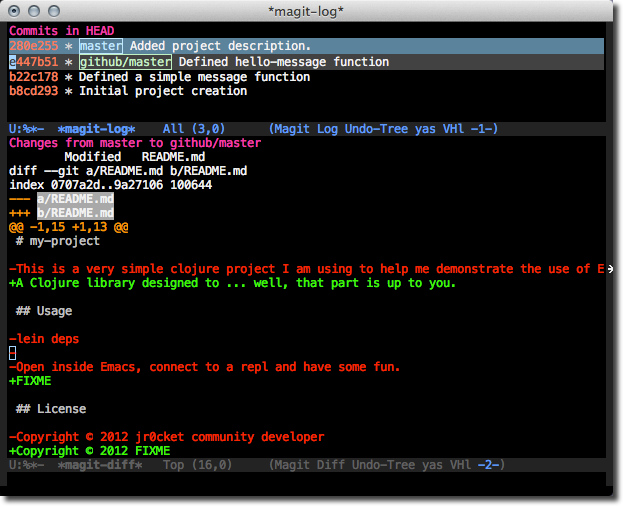 *magit-log*
Commits in HEAD
280e255 * master Added project description.
e447b51 * github/master Defined hello-message function
b22c178 * Defined a simple message function
b8cd293 * Initial project creation
U:%*-  *magit-log*    All (3,0)      (Magit Log Undo-Tree yas VHl -1-)
Changes from master to github/master
        Modified   README.md
diff --git a/README.md b/README.md
index 0707a2d..9a27106 100644
--- a/README.md
+++ b/README.md
@@ -1,15 +1,13 @@
 # my-project
-This is a very simple clojure project I am using to help me demonstrate the use of E
+A Clojure library designed to ... well, that part is up to you.
 ## Usage
-lein deps
-
-Open inside Emacs, connect to a repl and have some fun.
+FIXME
 ## License
-Copyright © 2012 jr0cket community developer
+Copyright © 2012 FIXME
U:%*-  *magit-diff*   Top (16,0)     (Magit Diff Undo-Tree yas VHl -2-)